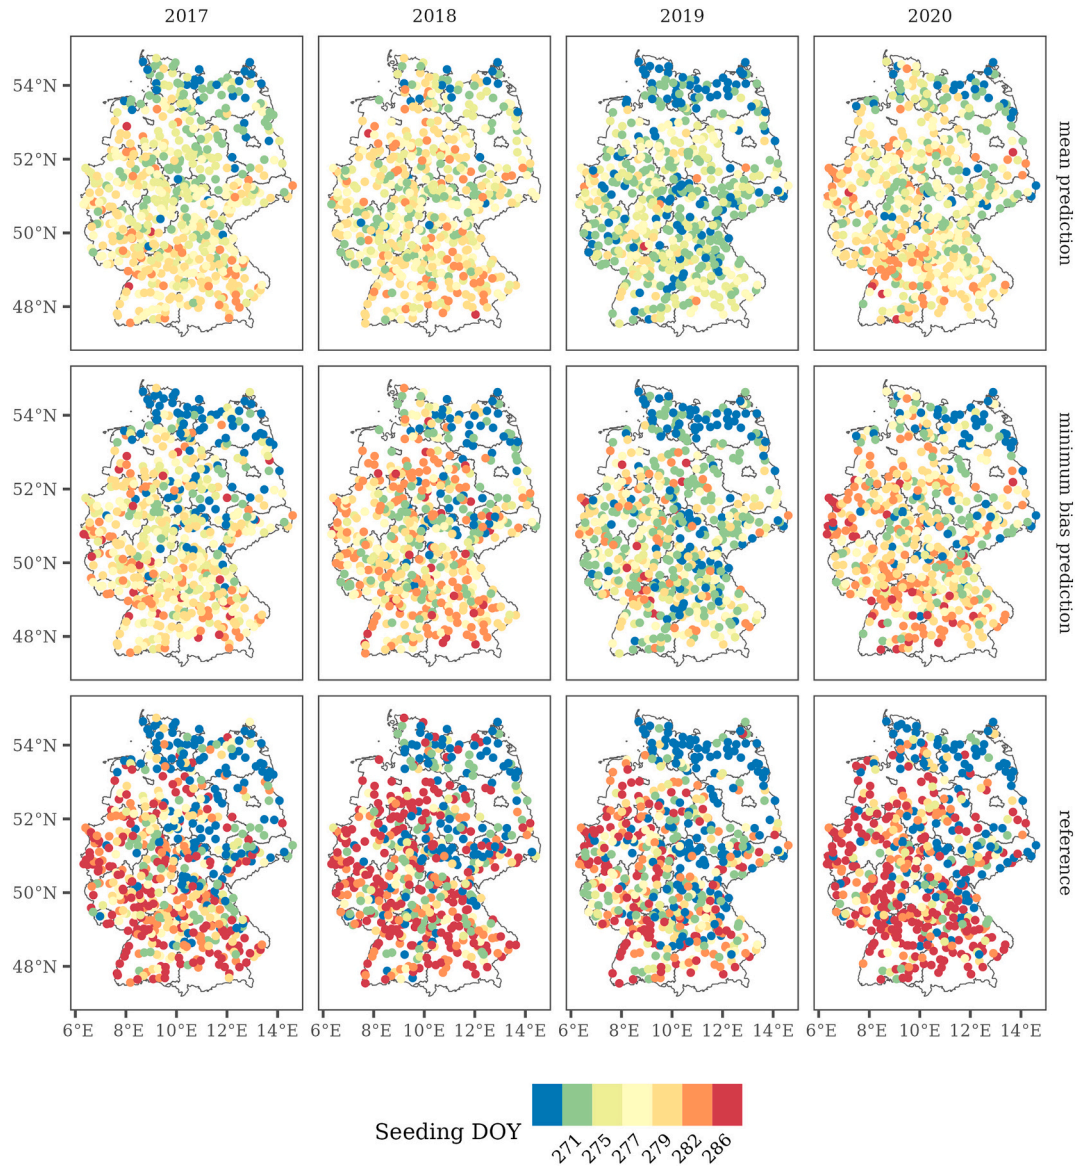 2017 2018 2019 2020
54°N
52°N
50°N
48°N
mean prediction
54°N
52°N
50°N
48°N
minimum bias prediction
54°N
52°N
50°N
48°N
reference
6°E 8°E 10°E 12°E 14°E 6°E 8°E 10°E 12°E 14°E 6°E 8°E 10°E 12°E 14°E 6°E 8°E 10°E 12°E 14°E
Seeding DOY
271 275 277 279 282 286